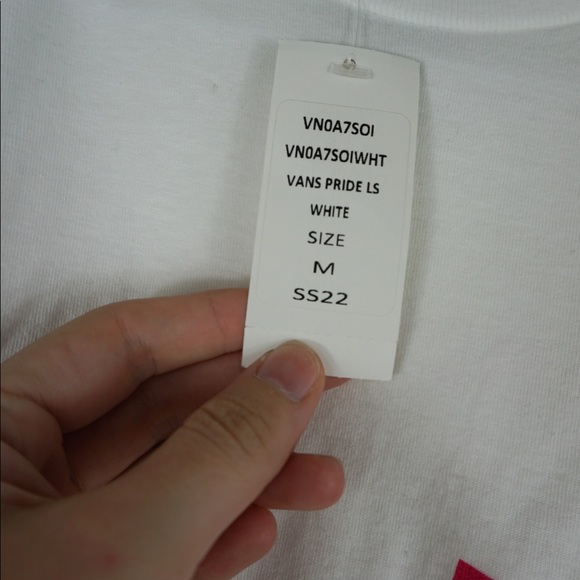 VN0A7SOI
VN0A7SOIWHT
VANS PRIDE LS
WHITE
SIZE
M
SS22